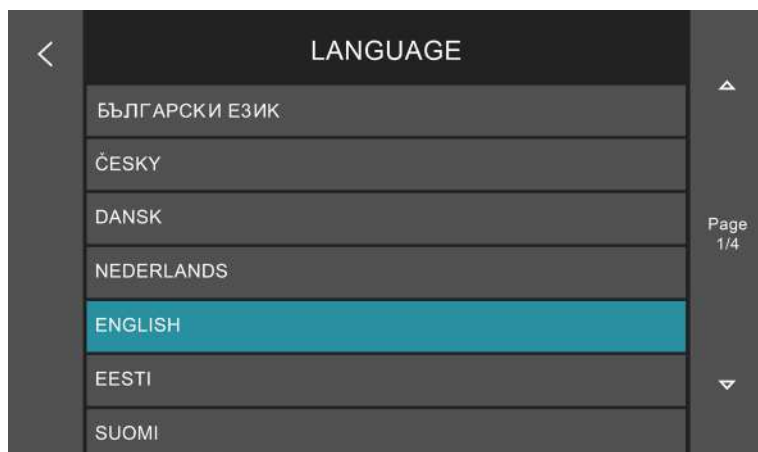 LANGUAGE
БЪЛГАРСКИ ЕЗИК
ČESKY
DANSK
NEDERLANDS
ENGLISH
EESTI
SUOMI
Page
1/4